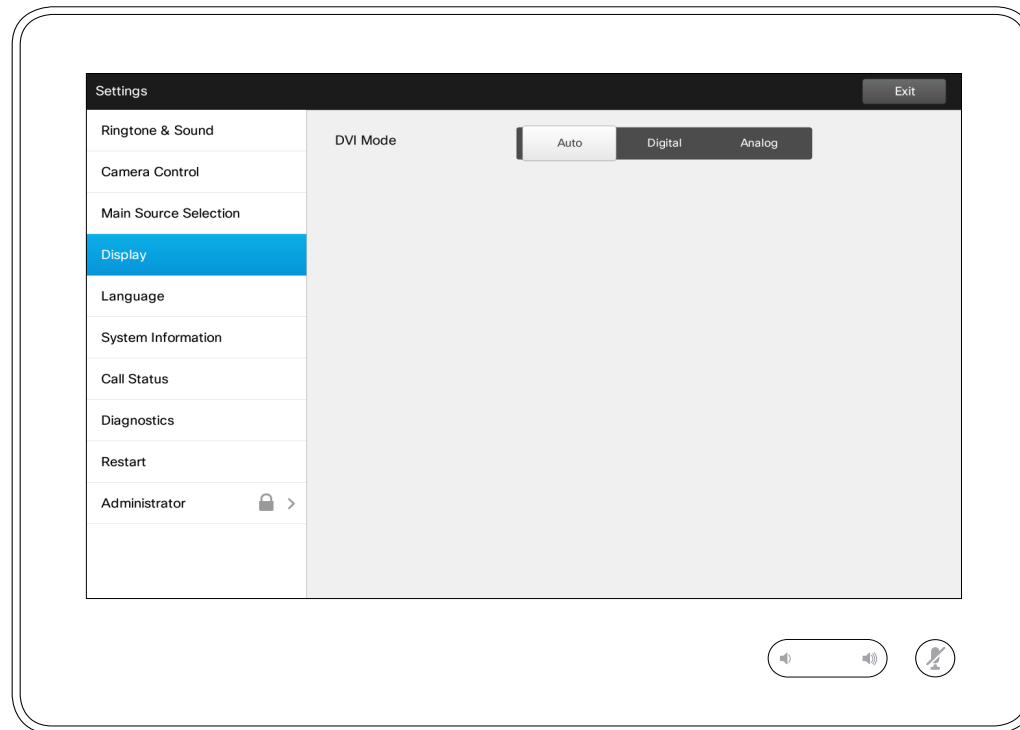 Settings
Exit
Ringtone & Sound
Camera Control
Main Source Selection
Display
Language
System Information
Call Status
Diagnostics
Restart
Administrator
DVI Mode
Auto
Digital
Analog